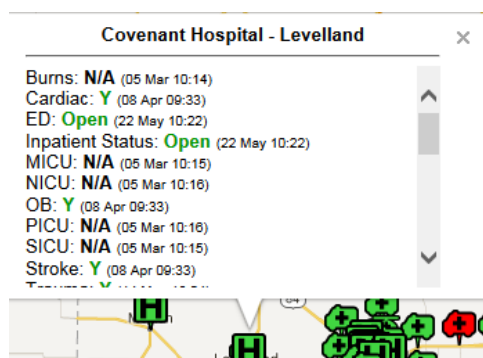 Covenant Hospital - Levelland
×
Burns: N/A (05 Mar 10:14)
Cardiac: Y (08 Apr 09:33)
ED: Open (22 May 10:22)
Inpatient Status: Open (22 May 10:22)
MICU: N/A (05 Mar 10:15)
NICU: N/A (05 Mar 10:16)
OB: Y (08 Apr 09:33)
PICU: N/A (05 Mar 10:16)
SICU: N/A (05 Mar 10:15)
Stroke: Y (08 Apr 09:33)
Trauma: Y
84
H
H